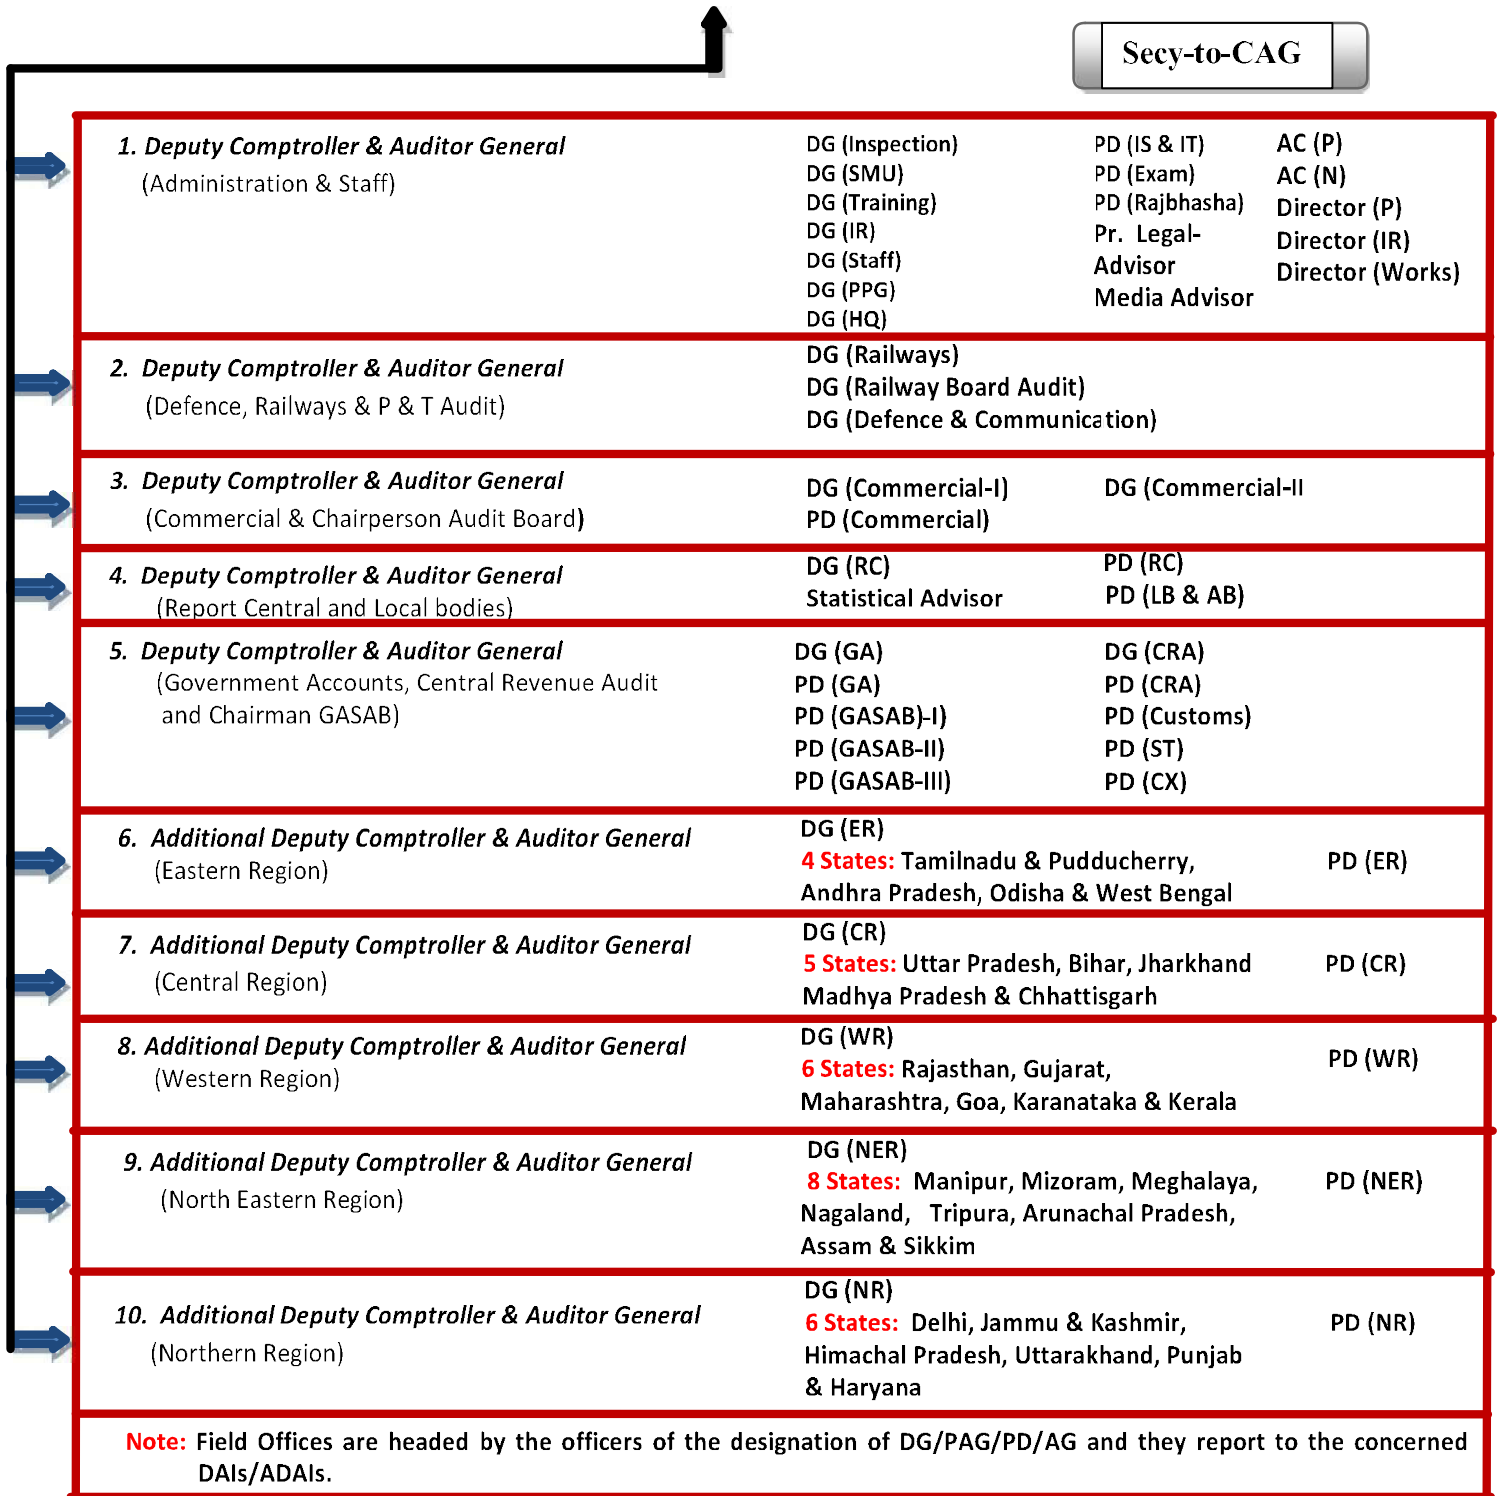 Secy-to-CAG
1. Deputy Comptroller & Auditor General
(Administration & Staff)
DG (Inspection)
DG (SMU)
DG (Training)
DG (IR)
DG (Staff)
DG (PPG)
DG (HQ)
PD (IS & IT)
PD (Exam)
PD (Rajbhasha)
Pr. Legal-
Advisor
Media Advisor
AC (P)
AC (N)
Director (P)
Director (IR)
Director (Works)
2. Deputy Comptroller & Auditor General
(Defence, Railways & P & T Audit)
DG (Railways)
DG (Railway Board Audit)
DG (Defence & Communication)
3. Deputy Comptroller & Auditor General
(Commercial & Chairperson Audit Board)
DG (Commercial-I)
PD (Commercial)
DG (Commercial-II
4. Deputy Comptroller & Auditor General
(Report Central and Local bodies)
DG (RC)
Statistical Advisor
PD (RC)
PD (LB & AB)
5. Deputy Comptroller & Auditor General
(Government Accounts, Central Revenue Audit
and Chairman GASAB)
DG (GA)
PD (GA)
PD (GASAB)-I)
PD (GASAB-II)
PD (GASAB-III)
DG (CRA)
PD (CRA)
PD (Customs)
PD (ST)
PD (CX)
6. Additional Deputy Comptroller & Auditor General
(Eastern Region)
DG (ER)
4 States: Tamilnadu & Pudducherry,
Andhra Pradesh, Odisha & West Bengal
PD (ER)
7. Additional Deputy Comptroller & Auditor General
(Central Region)
DG (CR)
5 States: Uttar Pradesh, Bihar, Jharkhand
Madhya Pradesh & Chhattisgarh
PD (CR)
8. Additional Deputy Comptroller & Auditor General
(Western Region)
DG (WR)
6 States: Rajasthan, Gujarat,
Maharashtra, Goa, Karanataka & Kerala
PD (WR)
9. Additional Deputy Comptroller & Auditor General
(North Eastern Region)
DG (NER)
8 States: Manipur, Mizoram, Meghalaya,
Nagaland, Tripura, Arunachal Pradesh,
Assam & Sikkim
PD (NER)
10. Additional Deputy Comptroller & Auditor General
(Northern Region)
DG (NR)
6 States: Delhi, Jammu & Kashmir,
Himachal Pradesh, Uttarakhand, Punjab
& Haryana
PD (NR)
Note: Field Offices are headed by the officers of the designation of DG/PAG/PD/AG and they report to the concerned
DAIs/ADAIs.